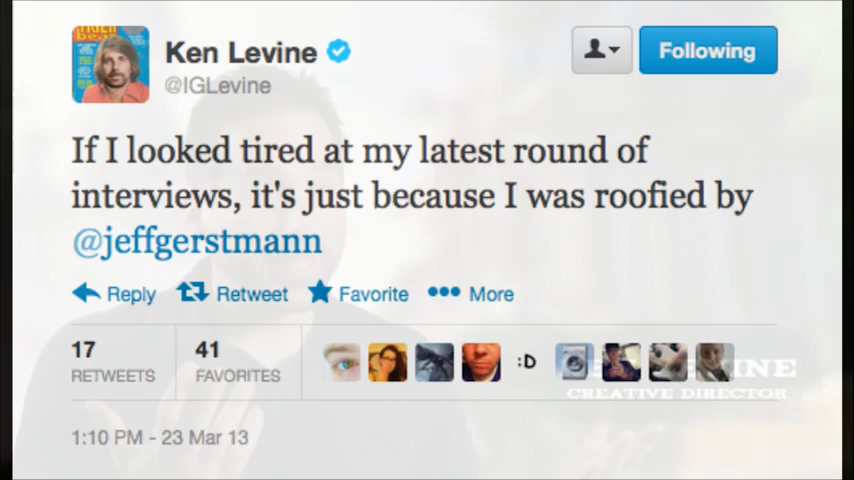 Ken Levine
@IGLevine
Following
If I looked tired at my latest round of
interviews, it's just because I was roofied by
@jeffgerstmann
Reply Retweet Favorite More
17
RETWEETS
41
FAVORITES
:D
CREATIVE DIRECTOR
1:10 PM - 23 Mar 13